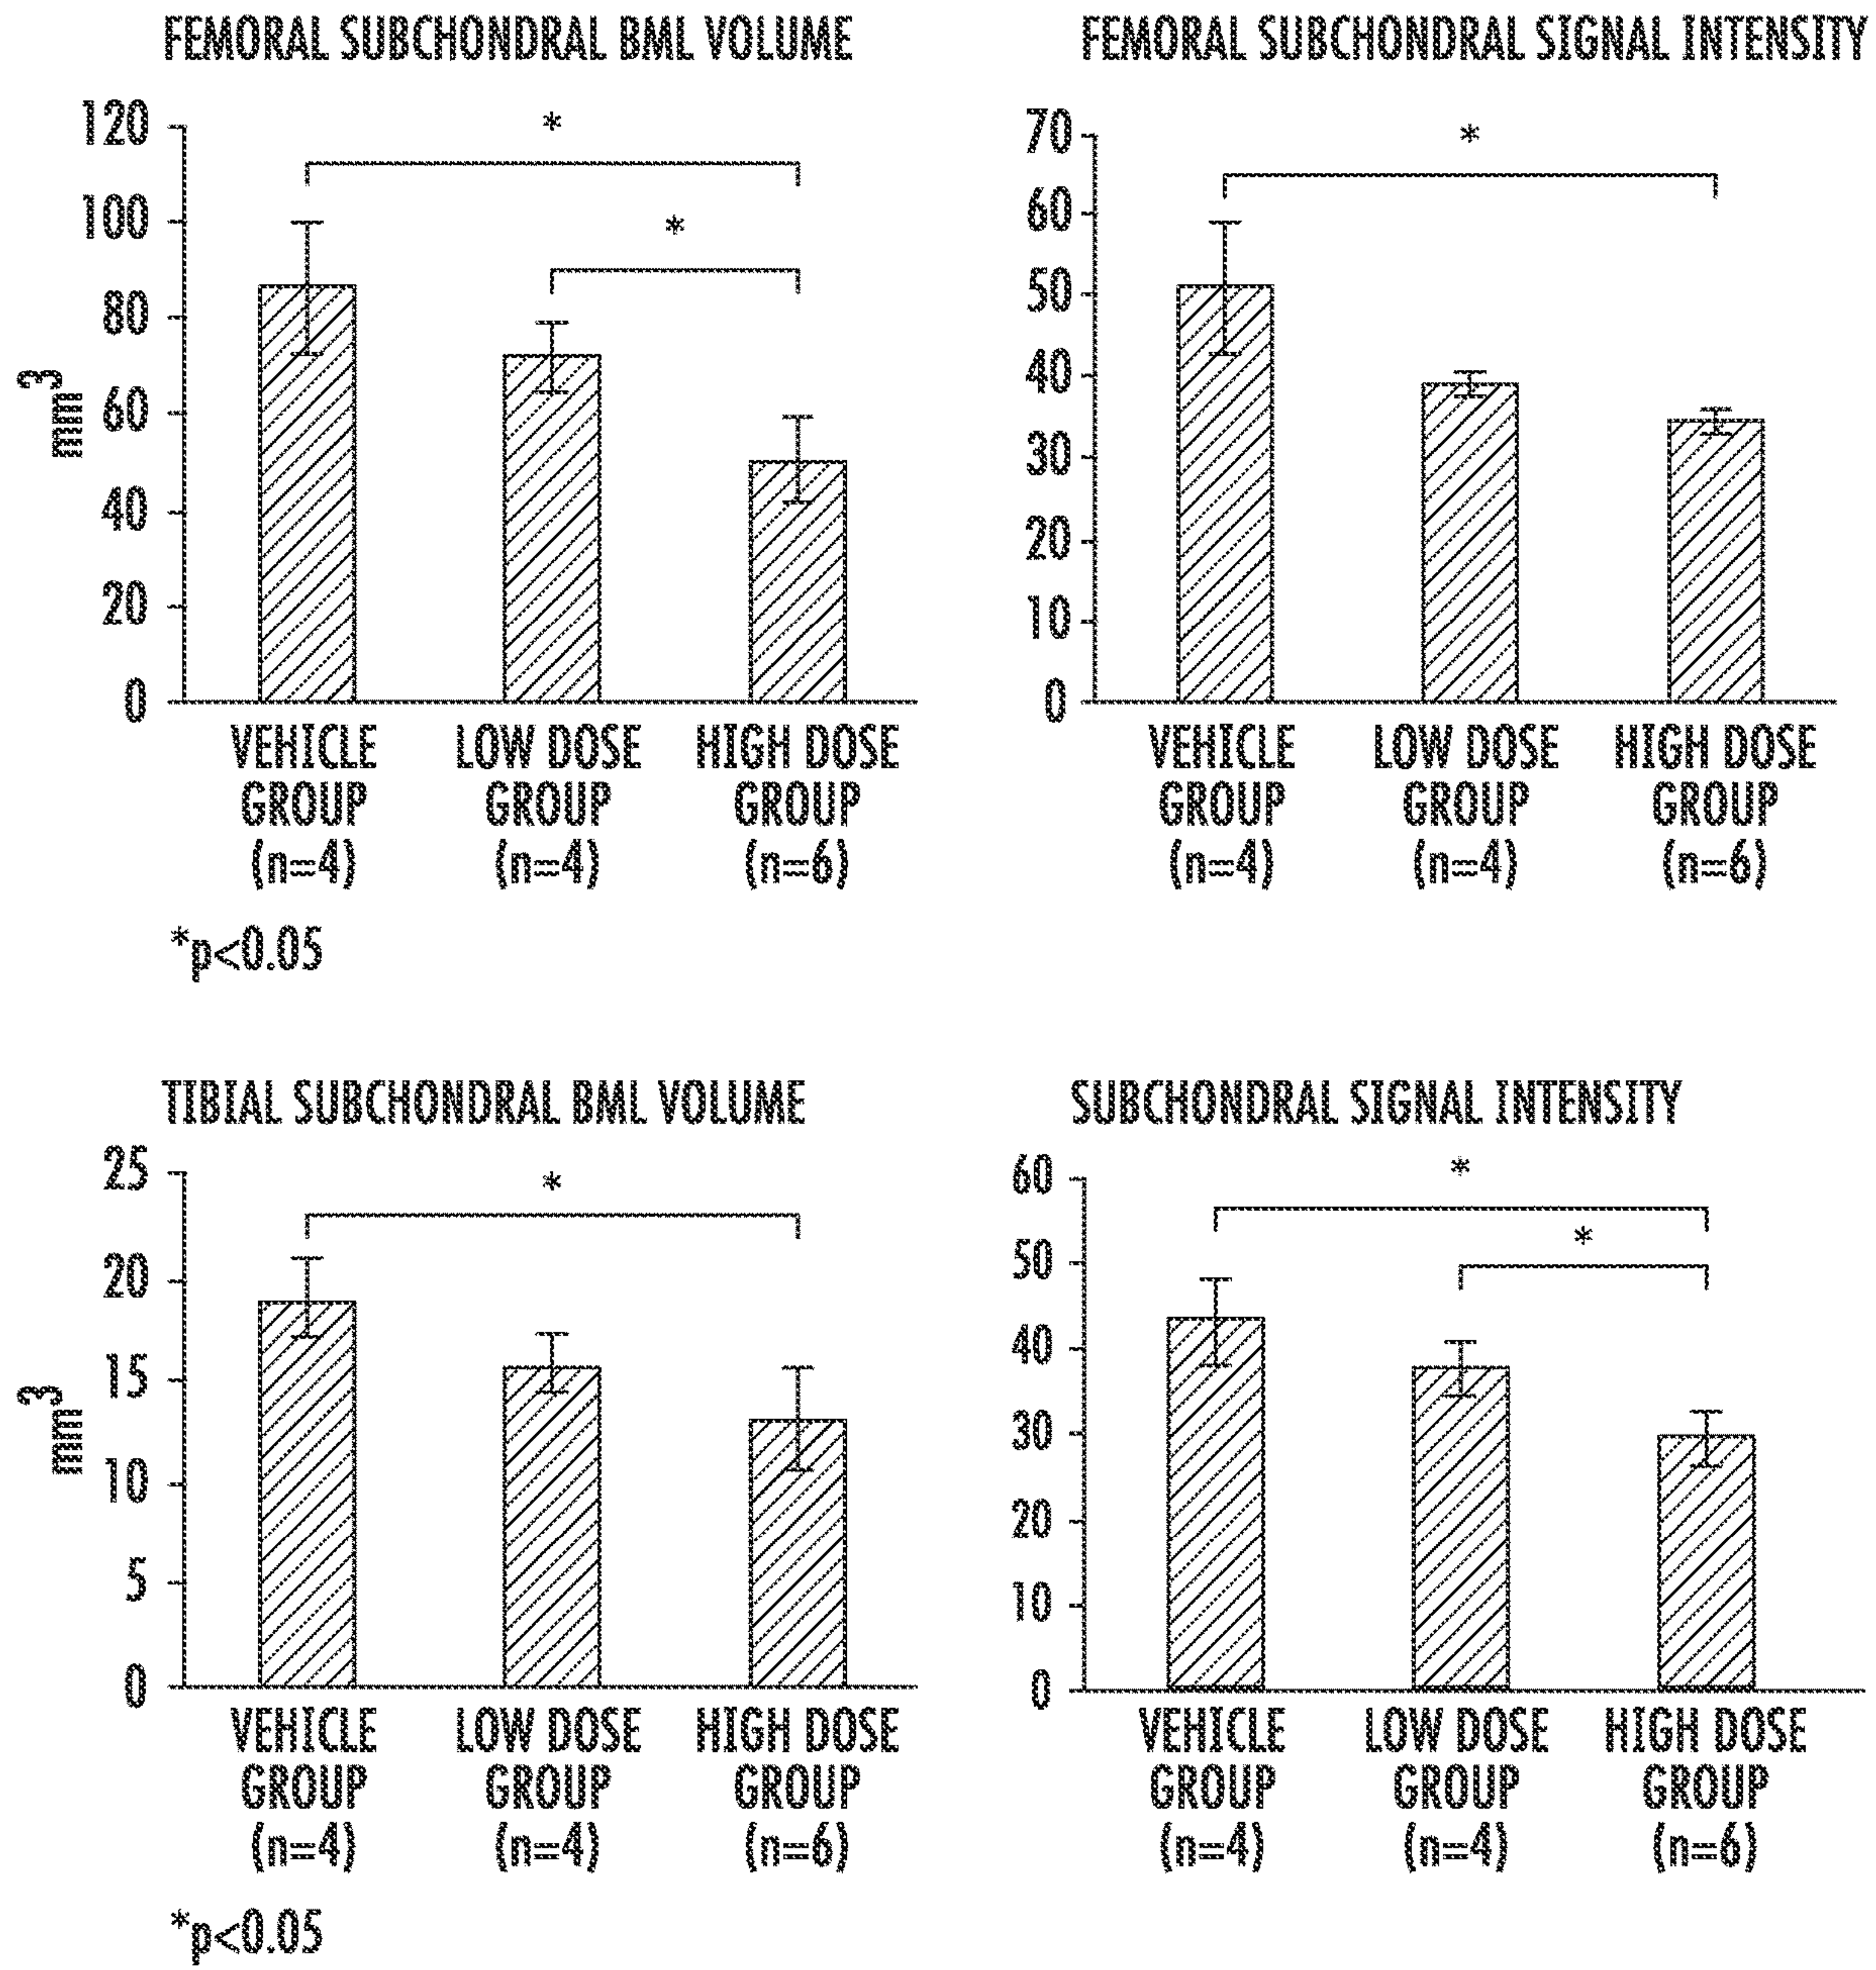 FEMORAL SUBCHONDRAL BML VOLUME
120
100
80
60
40
20
0
mm³
*
*
VEHICLE GROUP (n=4)
LOW DOSE GROUP (n=4)
HIGH DOSE GROUP (n=6)
*p<0.05
FEMORAL SUBCHONDRAL SIGNAL INTENSITY
70
60
50
40
30
20
10
0
*
VEHICLE GROUP (n=4)
LOW DOSE GROUP (n=4)
HIGH DOSE GROUP (n=6)
TIBIAL SUBCHONDRAL BML VOLUME
25
20
15
10
5
0
mm³
*
VEHICLE GROUP (n=4)
LOW DOSE GROUP (n=4)
HIGH DOSE GROUP (n=6)
*p<0.05
SUBCHONDRAL SIGNAL INTENSITY
60
50
40
30
20
10
0
*
*
VEHICLE GROUP (n=4)
LOW DOSE GROUP (n=4)
HIGH DOSE GROUP (n=6)